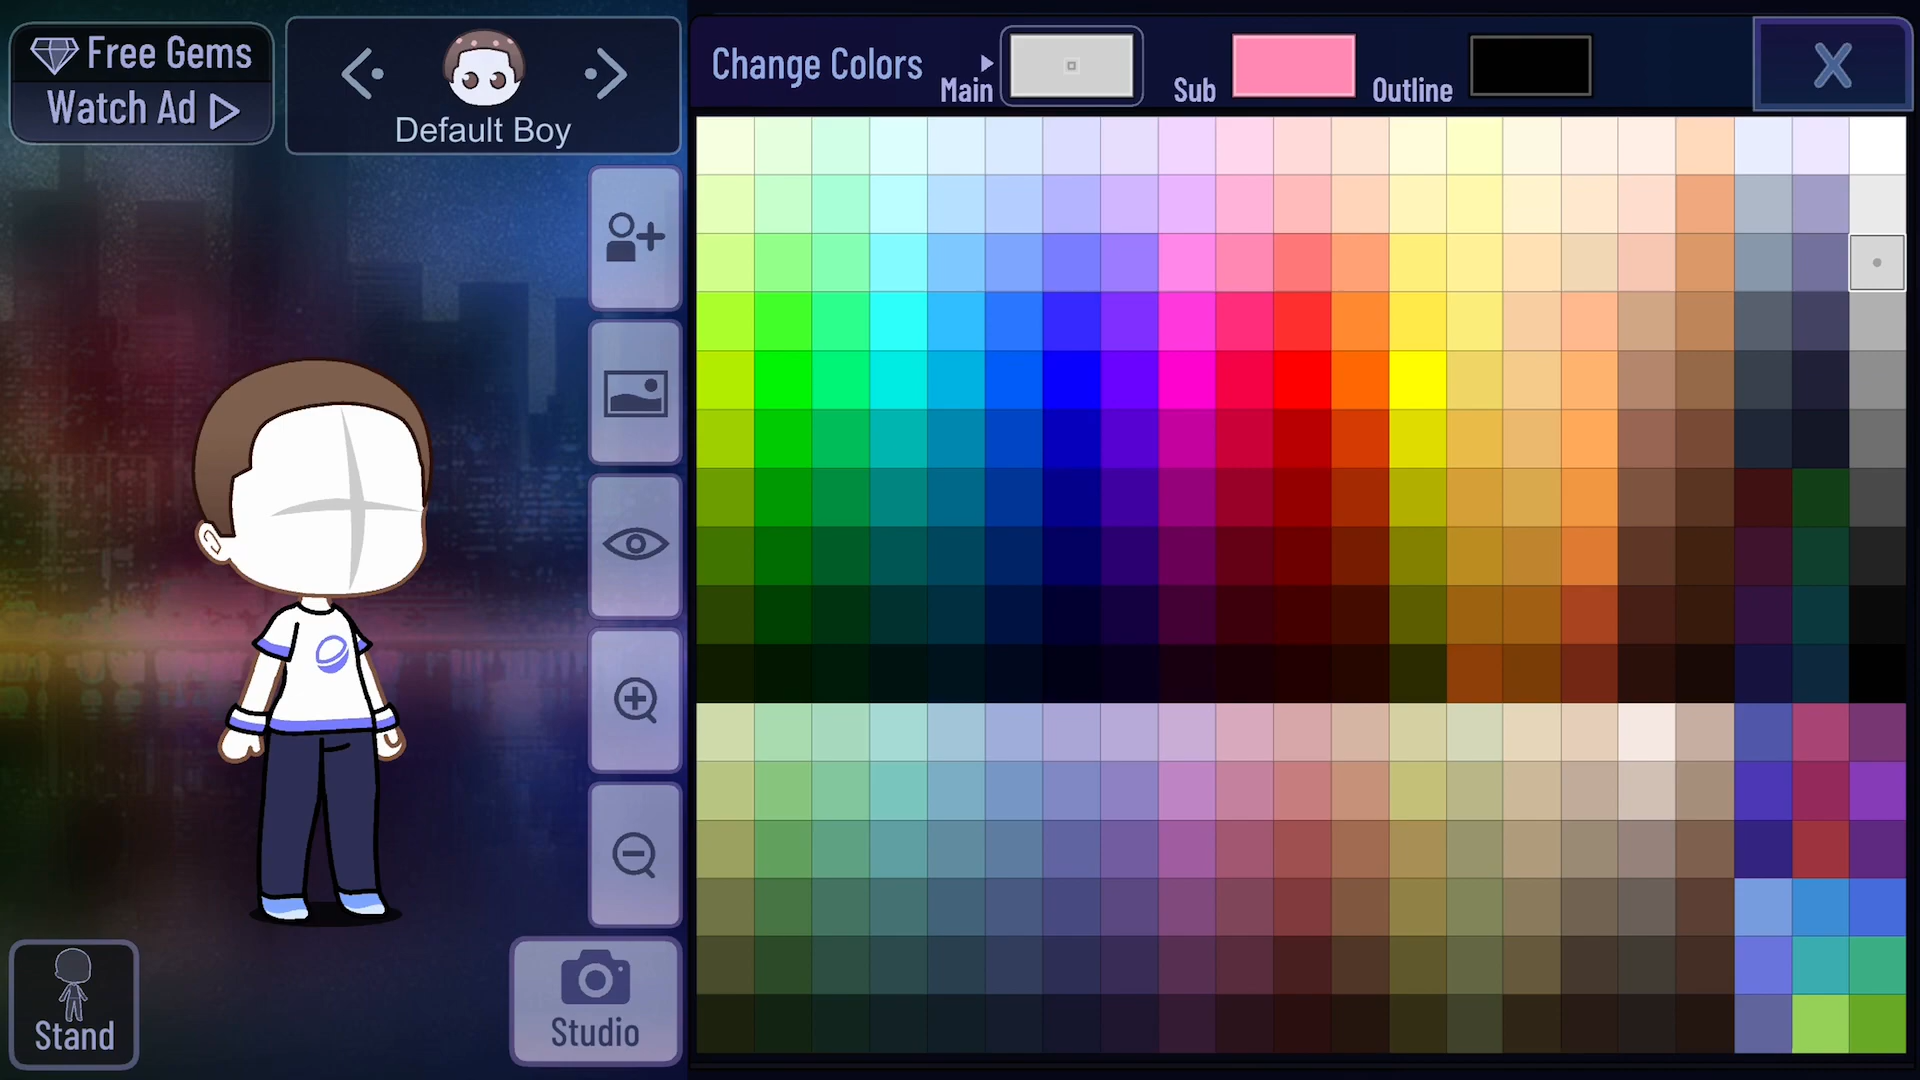 Free Gems
Watch Ad
Default Boy
Change Colors
Main
Sub
Outline
X
Stand
Studio